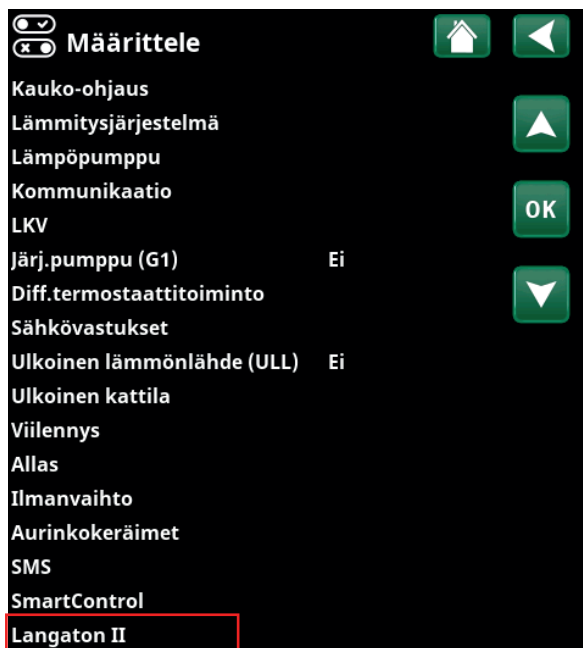 Määrittele
Kauko-ohjaus
Lämmitysjärjestelmä
Lämpöpumppu
Kommunikaatio
OK
LKV
Järj.pumppu (G1) Ei
Diff.termostaattitoiminto
Sähkövastukset
Ulkoinen lämmönlähde (ULL) Ei
Ulkoinen kattila
Viilennys
Allas
Ilmanvaihto
Aurinkokeräimet
SMS
SmartControl
Langaton II